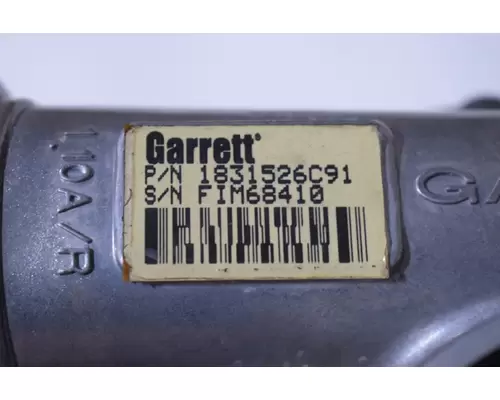 Garrett
P/N 1831526C91
S/N FIM68410
1,10A/R
GA